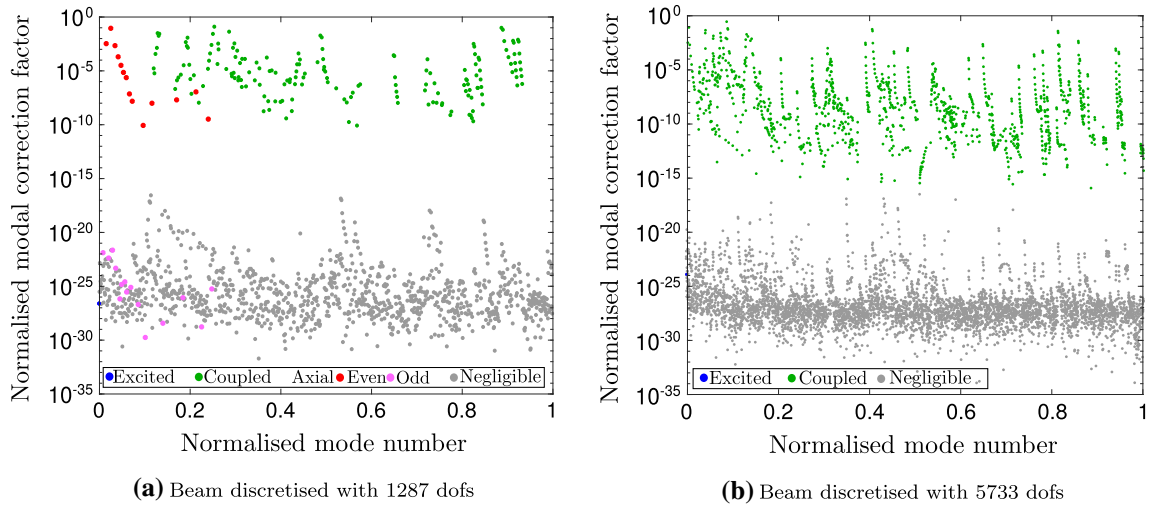 Normalised modal correction factor
10^0
10^-5
10^-10
10^-15
10^-20
10^-25
10^-30
10^-35
Excited Coupled Axial Even Odd Negligible
0 0.2 0.4 0.6 0.8 1
Normalised mode number
(a) Beam discretised with 1287 dofs
Normalised modal correction factor
10^0
10^-5
10^-10
10^-15
10^-20
10^-25
10^-30
10^-35
Excited Coupled Negligible
0 0.2 0.4 0.6 0.8 1
Normalised mode number
(b) Beam discretised with 5733 dofs